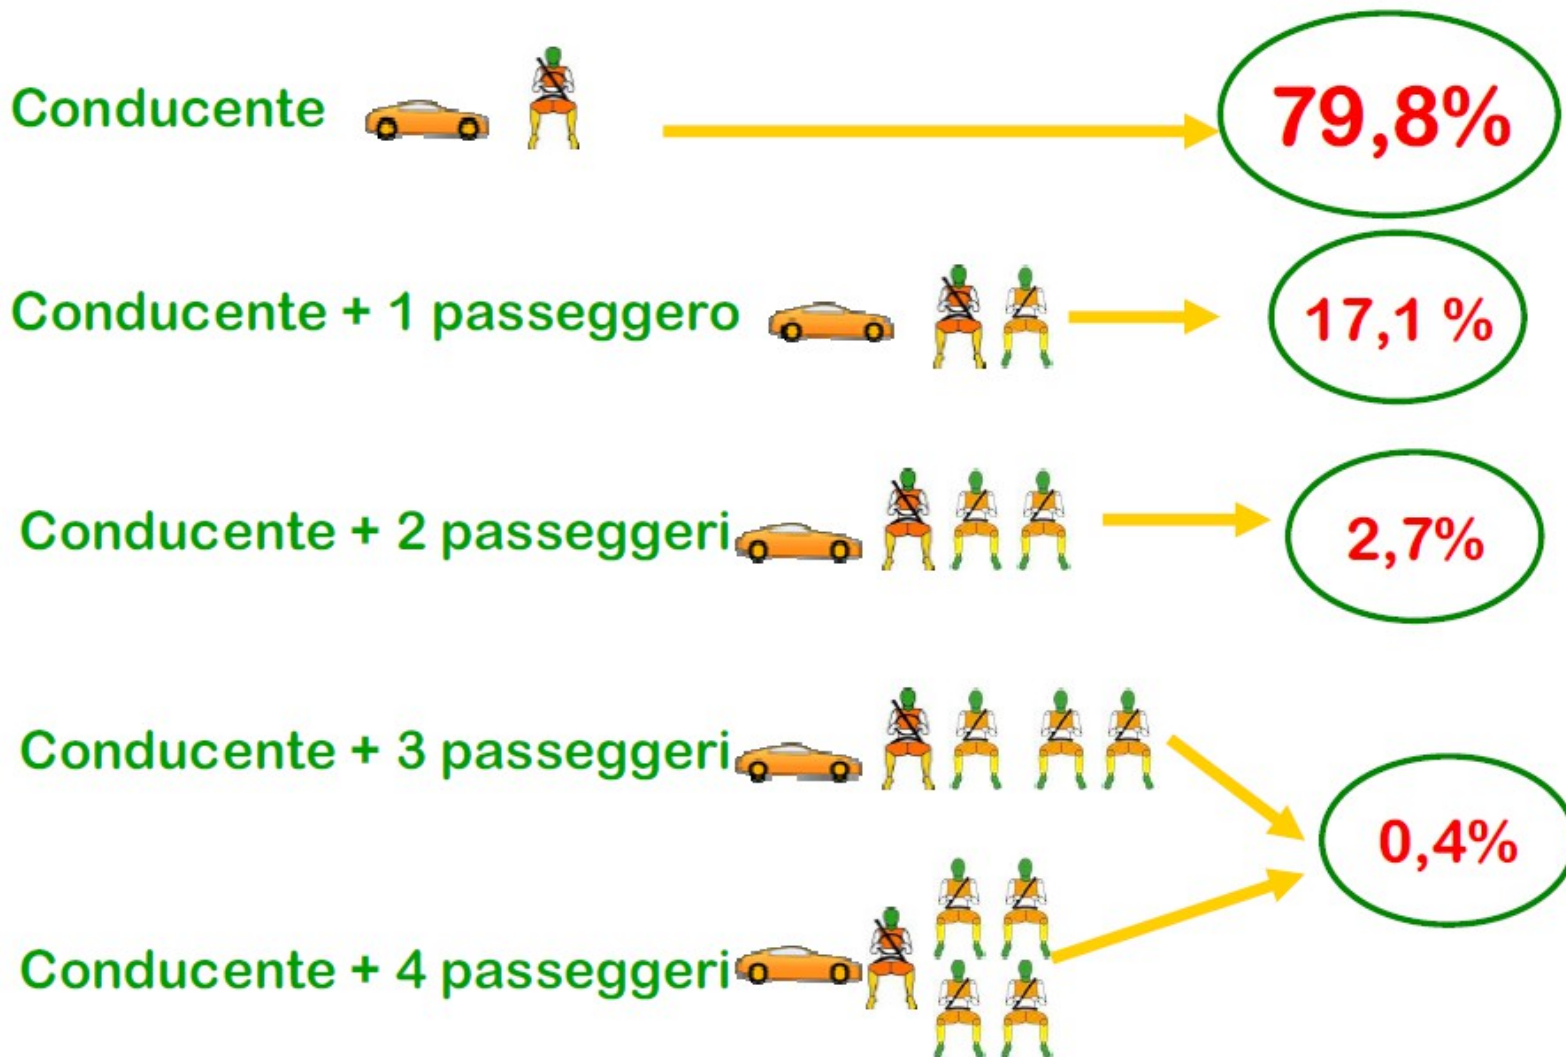 Conducente 79,8%
Conducente + 1 passeggero 17,1 %
Conducente + 2 passeggeri 2,7%
Conducente + 3 passeggeri
0,4%
Conducente + 4 passeggeri